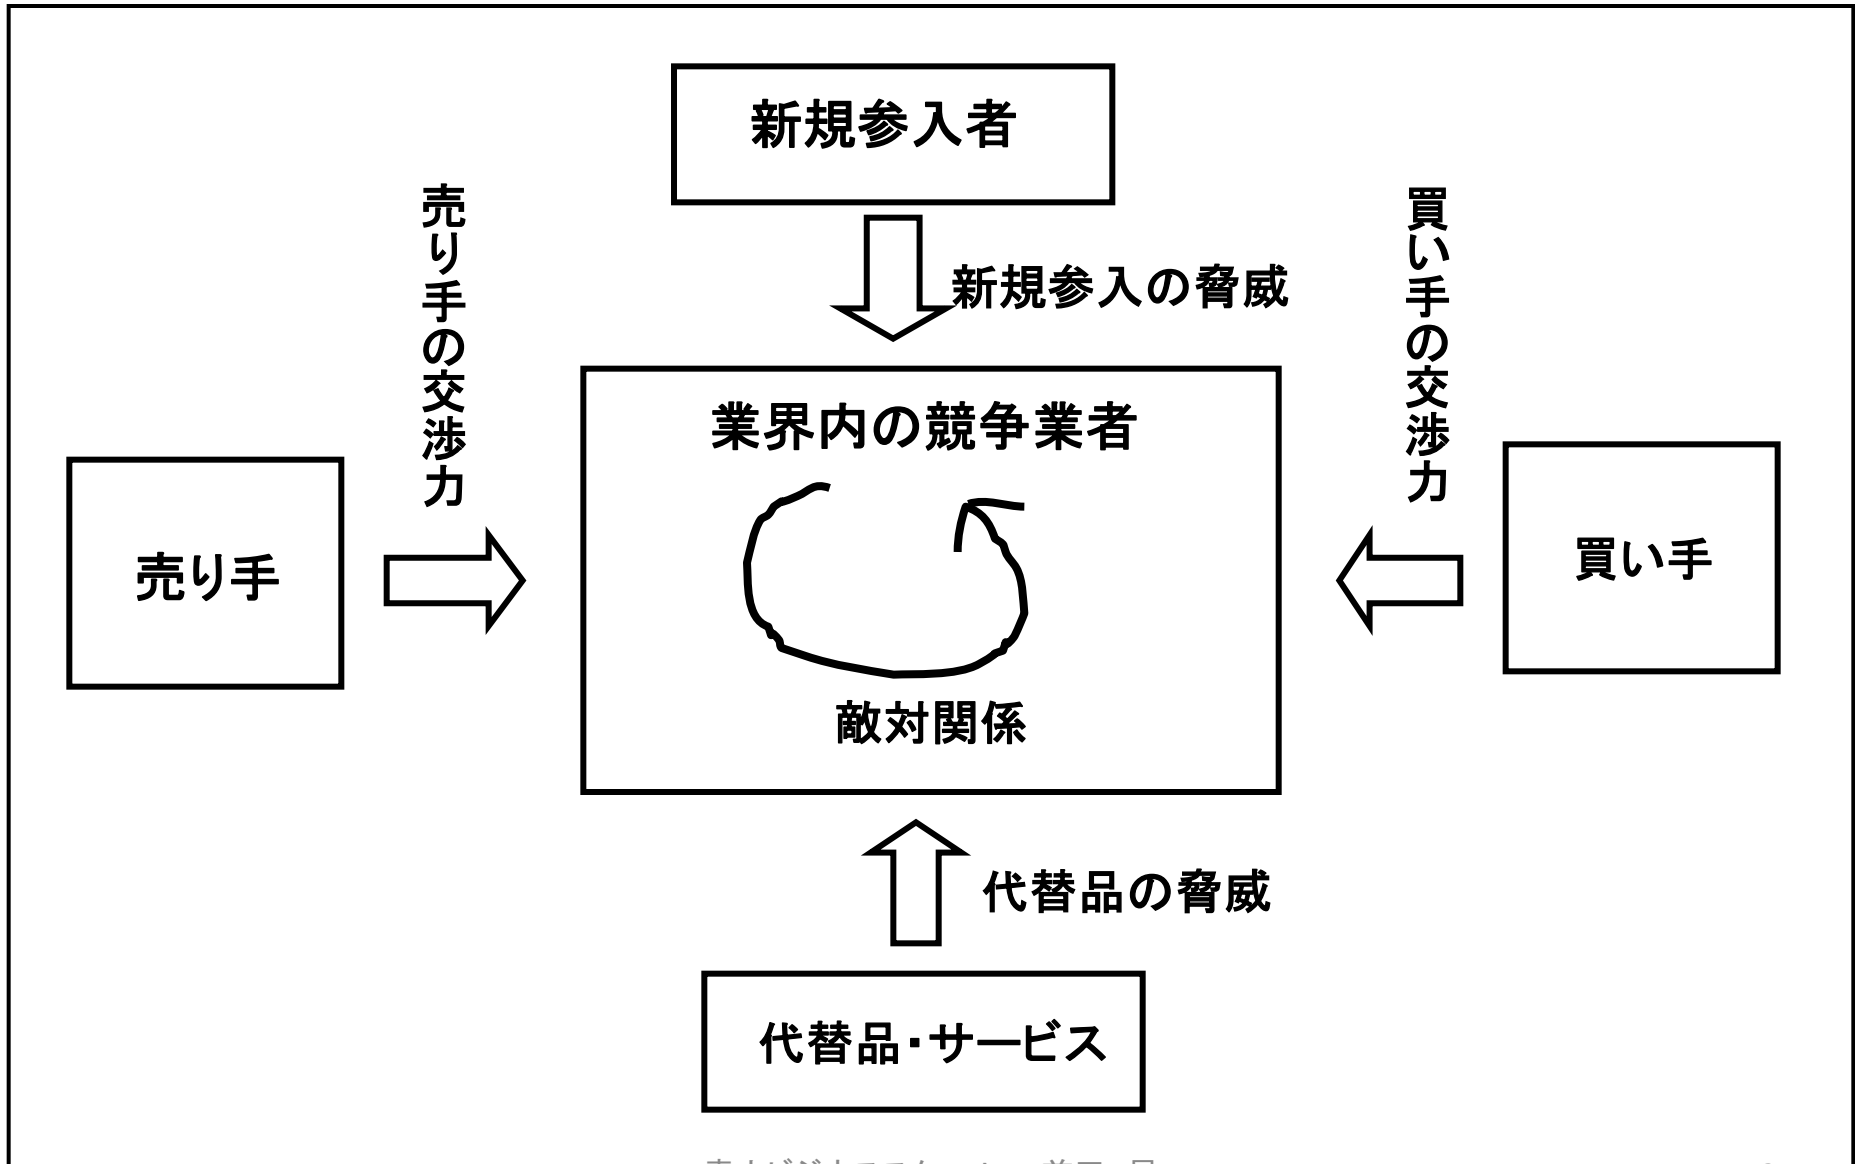 新規参入者
売り手の交渉力
買い手の交渉力
新規参入の脅威
業界内の競争業者
売り手
買い手
敵対関係
代替品の脅威
代替品・サービス